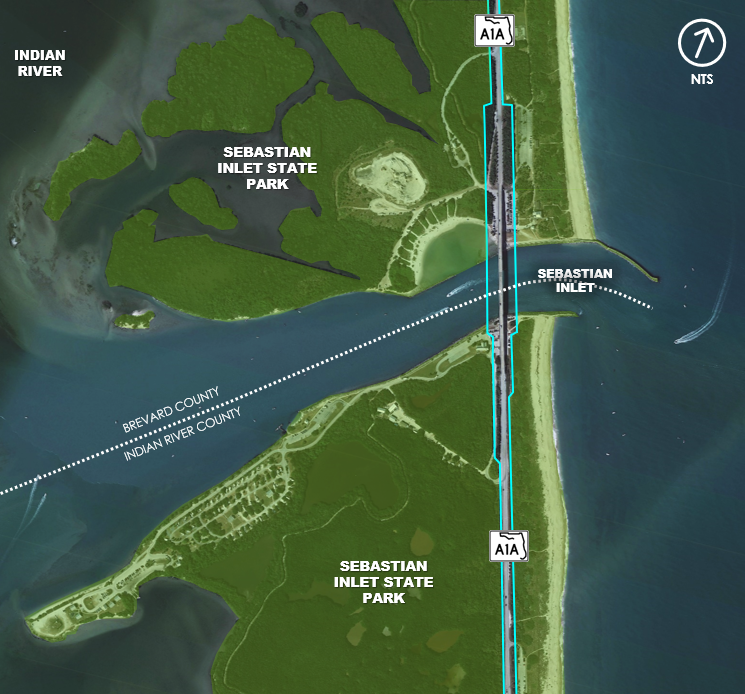 A1A
INDIAN
RIVER
NTS
SEBASTIAN
INLET STATE
PARK
SEBASTIAN
INLET
BREVARD COUNTY
INDIAN RIVER COUNTY
A1A
SEBASTIAN
INLET STATE
PARK